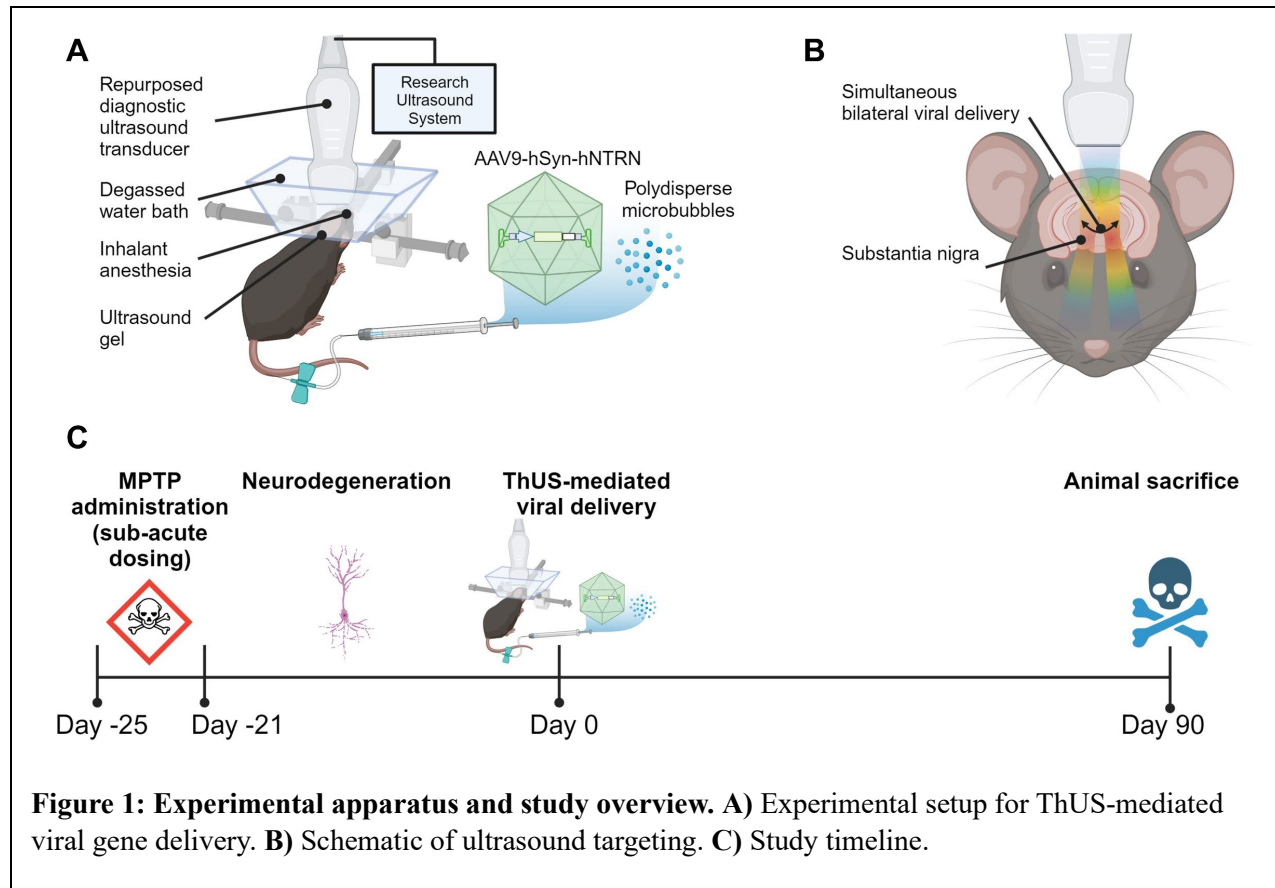 A
Repurposed
diagnostic
ultrasound
transducer
Research
Ultrasound
System
Degassed
water bath
Inhalant
anesthesia
Ultrasound
gel
AAV9-hSyn-hNTRN
Polydisperse
microbubbles
B
Simultaneous
bilateral viral delivery
Substantia nigra
C
MPTP
administration
(sub-acute
dosing)
Neurodegeneration
ThUS-mediated
viral delivery
Animal sacrifice
Day -25
Day -21
Day 0
Day 90
Figure 1: Experimental apparatus and study overview. A) Experimental setup for ThUS-mediated
viral gene delivery. B) Schematic of ultrasound targeting. C) Study timeline.